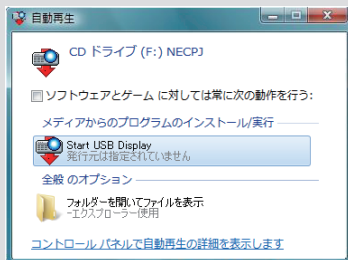 自動再生
CD ドライブ (F:) NECPJ
ソフトウェアとゲーム に対しては常に次の動作を行う:
メディアからのプログラムのインストール/実行
Start USB Display
発行元は指定されていません
全般 のオプション
フォルダーを開いてファイルを表示
-エクスプローラー使用
コントロール パネルで自動再生の詳細を表示します